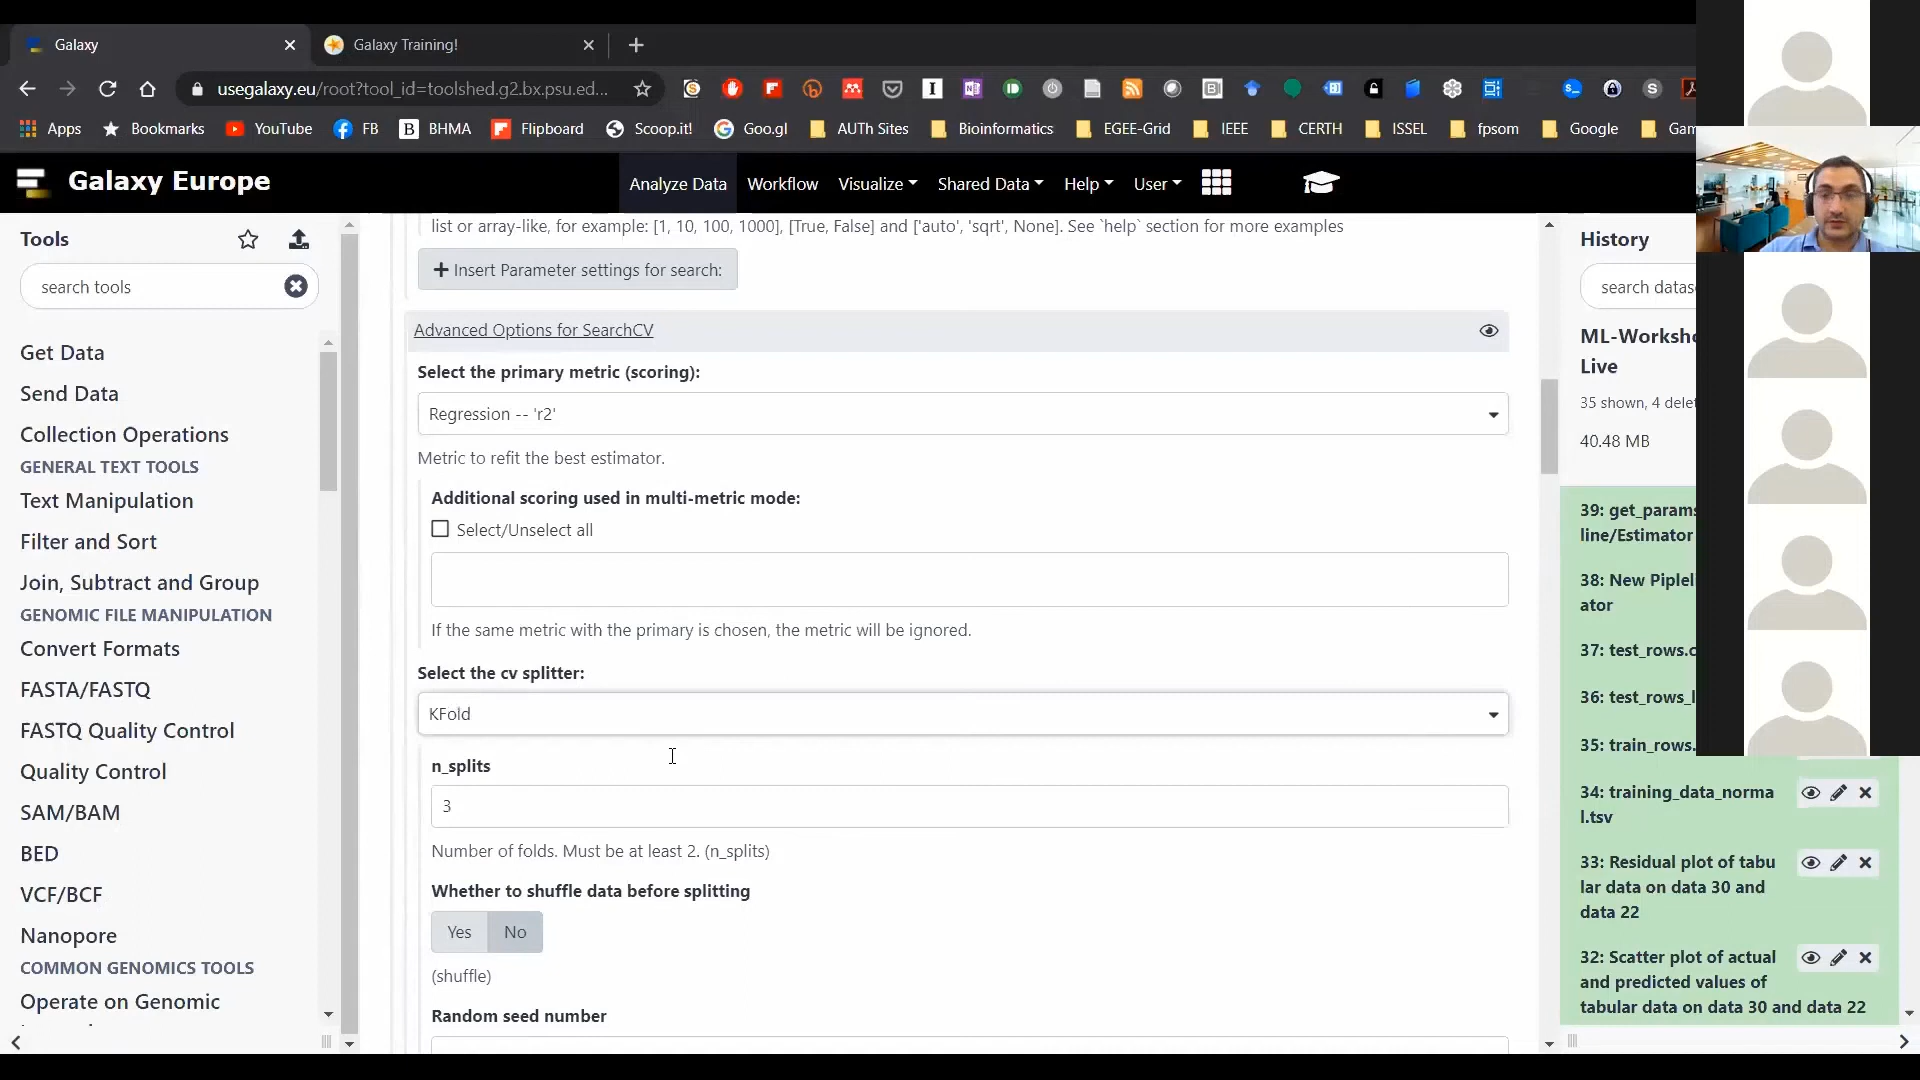 Galaxy
Galaxy Training!
usegalaxy.eu/root?tool_id=toolshed.g2.bx.psu.ed...
Apps
Bookmarks
YouTube
FB
BHMA
Flipboard
Scoop.it!
Goo.gl
AUTh Sites
Bioinformatics
EGEE-Grid
IEEE
CERTH
ISSEL
fpsom
Google
Gam
Galaxy Europe
Analyze Data
Workflow
Visualize
Shared Data
Help
User
Tools
search tools
Get Data
Send Data
Collection Operations
GENERAL TEXT TOOLS
Text Manipulation
Filter and Sort
Join, Subtract and Group
GENOMIC FILE MANIPULATION
Convert Formats
FASTA/FASTQ
FASTQ Quality Control
Quality Control
SAM/BAM
BED
VCF/BCF
Nanopore
COMMON GENOMICS TOOLS
Operate on Genomic
list or array-like, for example: [1, 10, 100, 1000], [True, False] and ['auto', 'sqrt', None]. See `help` section for more examples
+ Insert Parameter settings for search:
Advanced Options for SearchCV
Select the primary metric (scoring):
Regression -- 'r2'
Metric to refit the best estimator.
Additional scoring used in multi-metric mode:
Select/Unselect all
If the same metric with the primary is chosen, the metric will be ignored.
Select the cv splitter:
KFold
n_splits
3
Number of folds. Must be at least 2. (n_splits)
Whether to shuffle data before splitting
Yes No
(shuffle)
Random seed number
History
search datas
ML-Worksho
Live
35 shown, 4 delet
40.48 MB
39: get_params
line/Estimator
38: New Piplel
ator
37: test_rows.c
36: test_rows_l
35: train_rows.
34: training_data_norma
l.tsv
33: Residual plot of tabu
lar data on data 30 and
data 22
32: Scatter plot of actual
and predicted values of
tabular data on data 30 and data 22